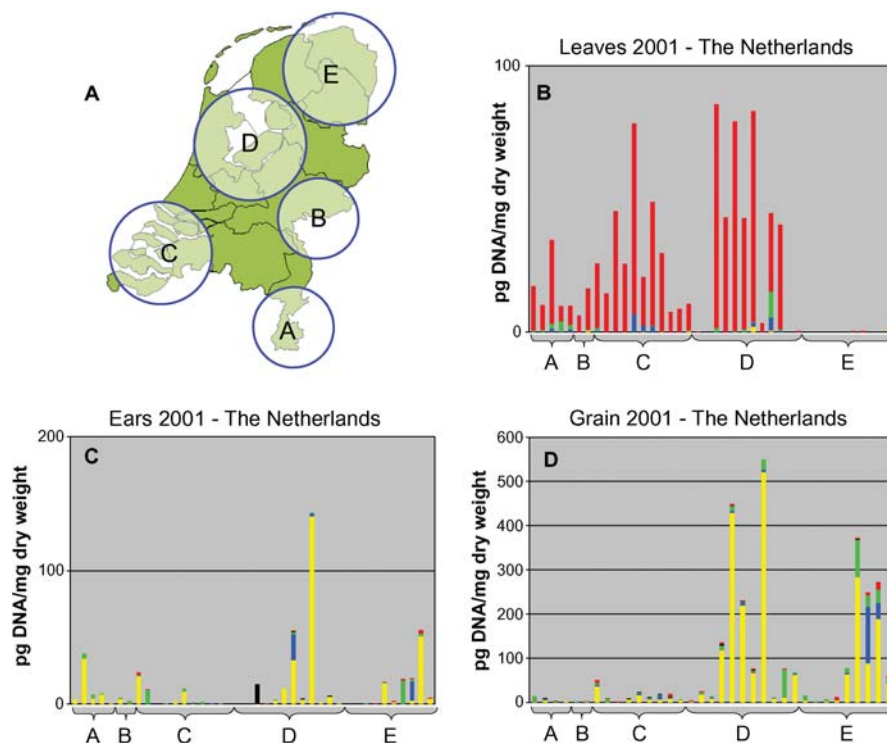 A
E
D
B
C
A
Leaves 2001 - The Netherlands
B
pg DNA/mg dry weight
100
0
A B C D E
Ears 2001 - The Netherlands
C
pg DNA/mg dry weight
200
100
0
A B C D E
Grain 2001 - The Netherlands
D
pg DNA/mg dry weight
600
500
400
300
200
100
0
A B C D E